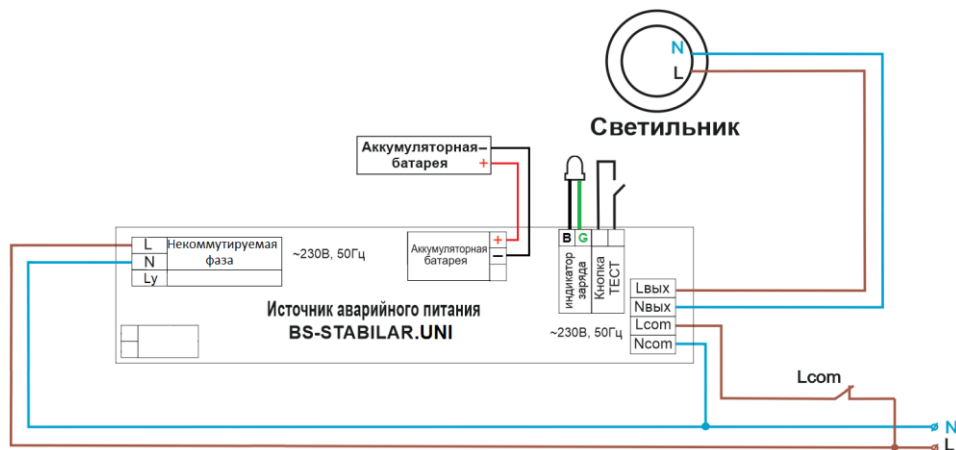 N
L
Светильник
Аккумуляторная –
батарея +
L Некоммутируемая
N фаза
Lу
~230В, 50Гц
Аккумуляторная +
батарея –
B G
индикатор
заряда
Кнопка
ТЕСТ
Источник аварийного питания
BS-STABILAR.UNI
~230В, 50Гц
Lвых
Nвых
Lcom
Ncom
Lcom
N
L